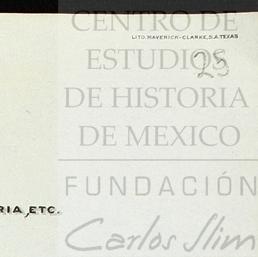 CENTRO DE
LITO. MAVERICK-CLARKE, S.A. TEXAS
ESTUDIOS
25
DE HISTORIA
DE MEXICO
FUNDACIÓN
RIA, ETC.
Carlos Slim